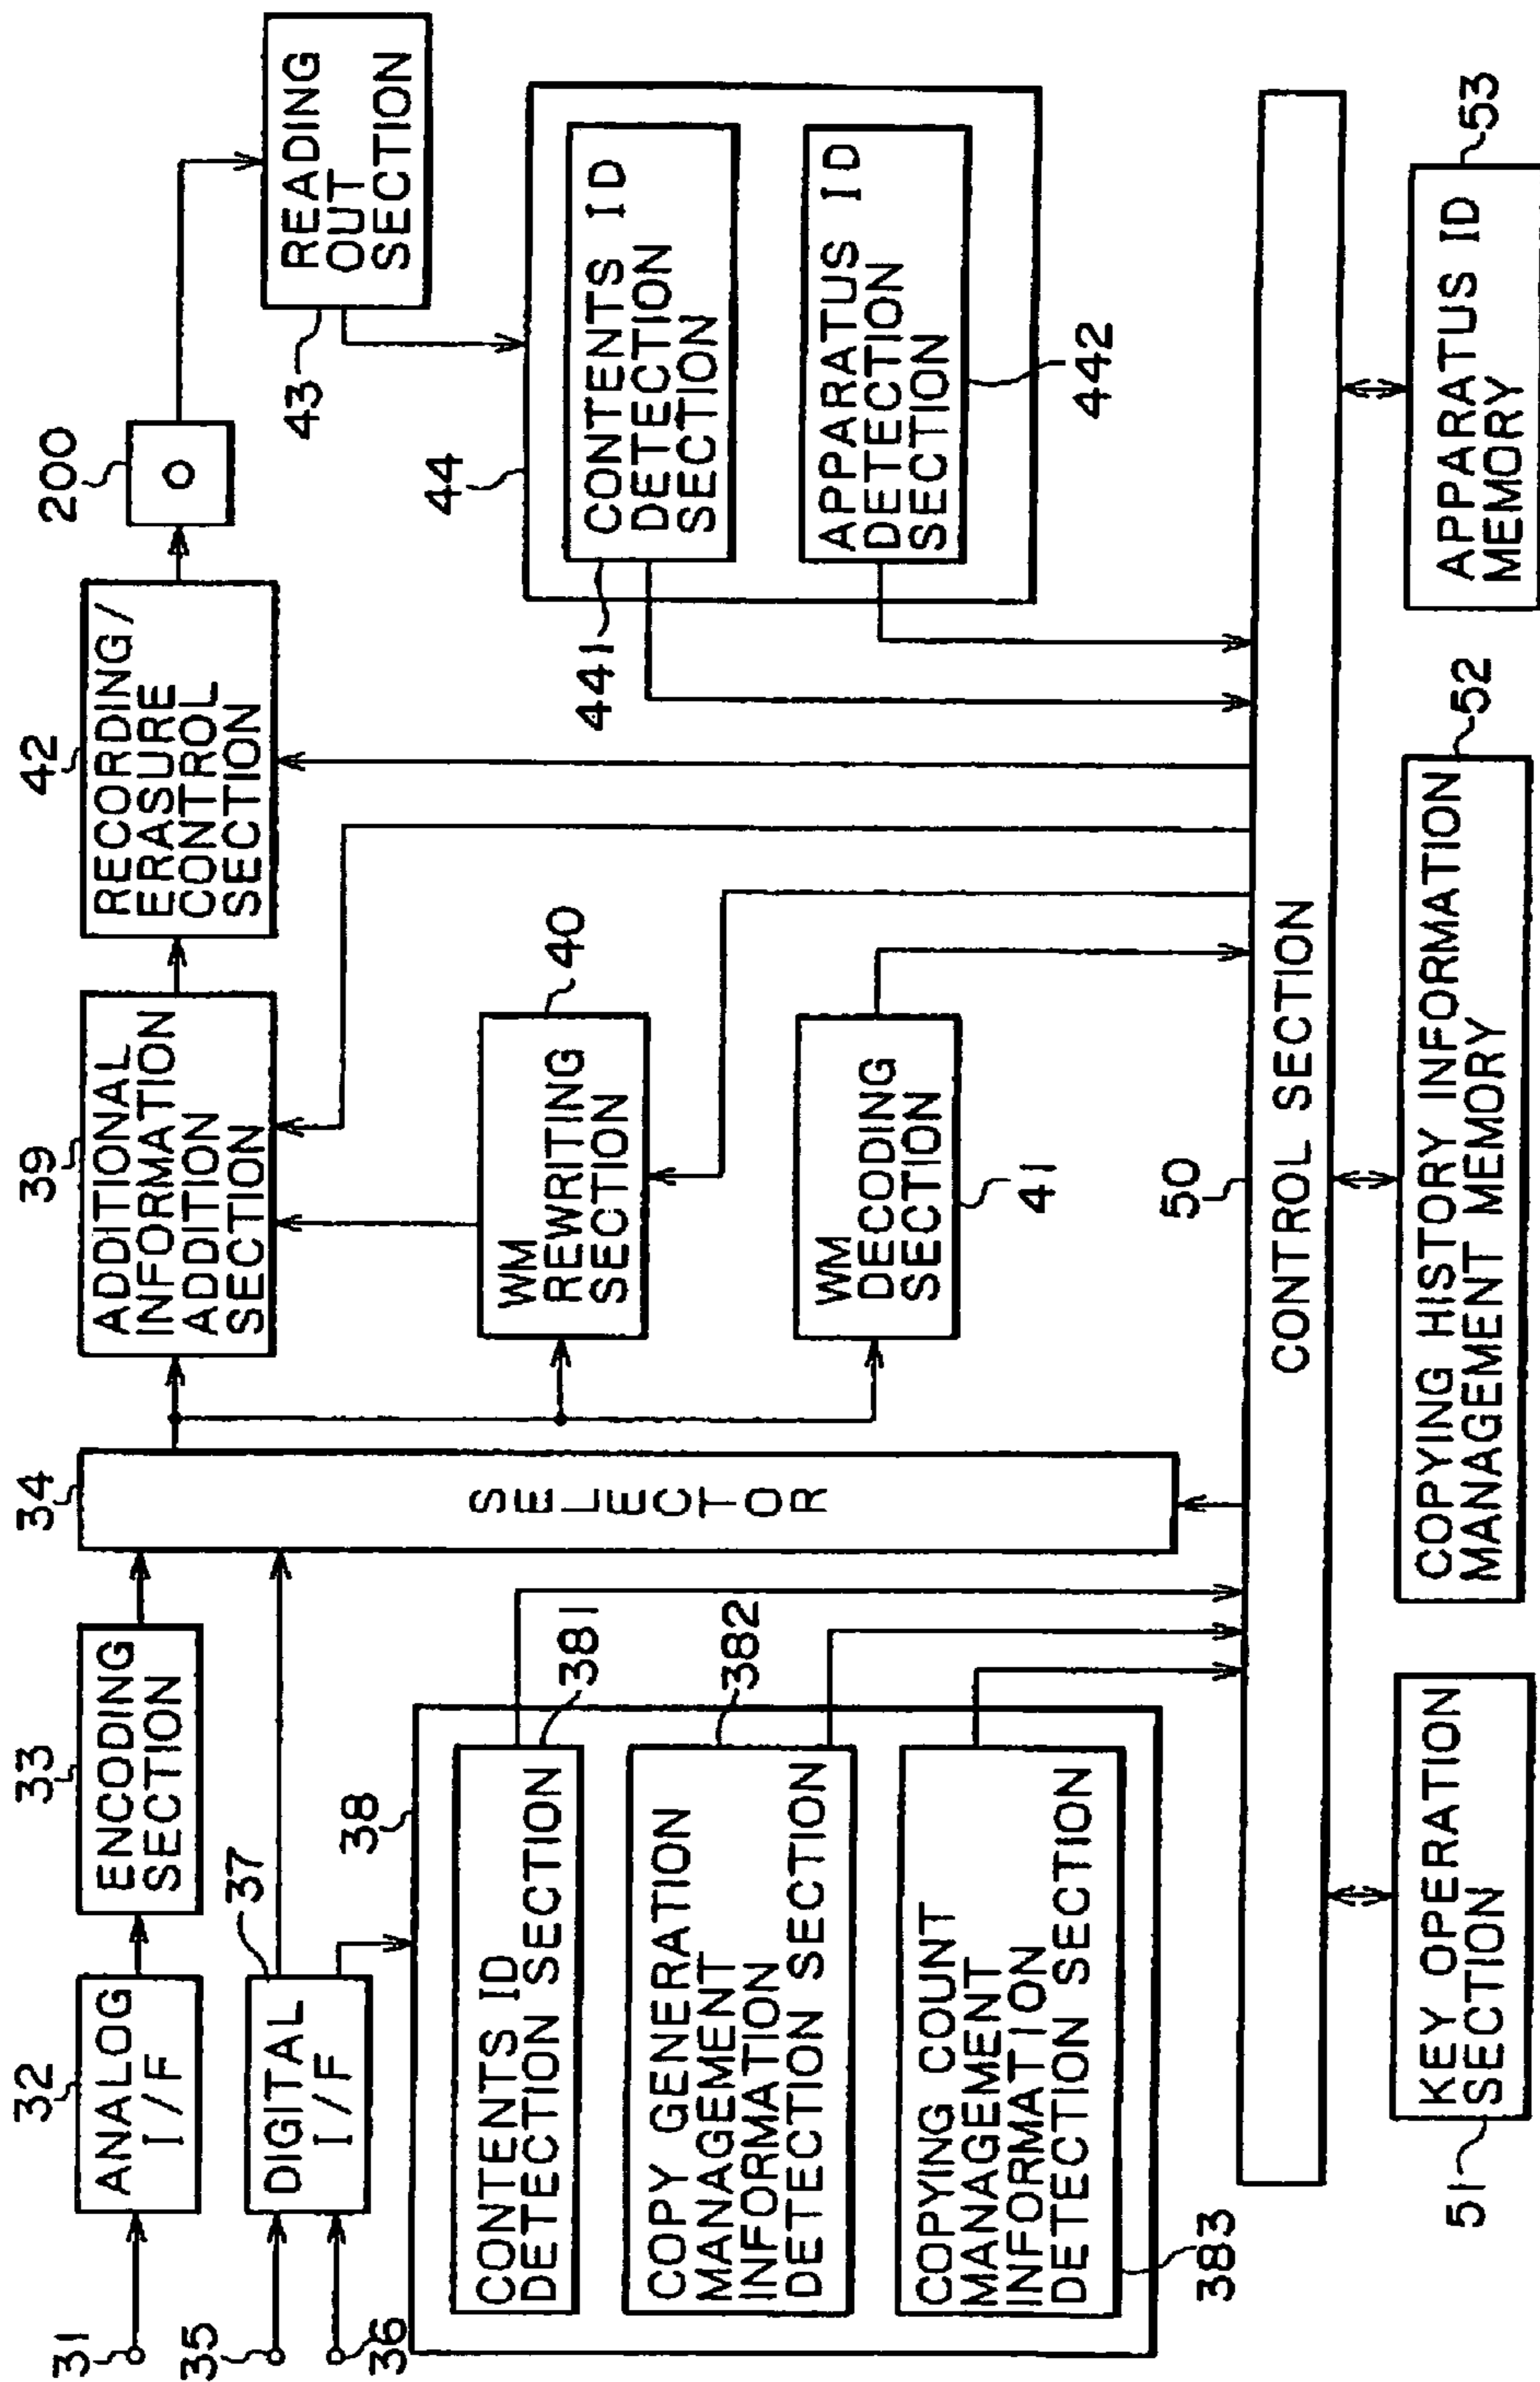 31
32
ANALOG
I/F
33
ENCODING
SECTION
34
SELECTOR
39
ADDITIONAL
INFORMATION
ADDITION
SECTION
42
RECORDING/
ERASURE
CONTROL
SECTION
200
READING
OUT
SECTION
43
35
36
DIGITAL
I/F
37
38
CONTENTS ID
DETECTION SECTION
381
COPY GENERATION
MANAGEMENT
INFORMATION
DETECTION SECTION
382
COPYING COUNT
MANAGEMENT
INFORMATION
DETECTION SECTION
383
WM
REWRITING
SECTION
40
WM
DECODING
SECTION
41
44
CONTENTS ID
DETECTION
SECTION
441
APPARATUS ID
DETECTION
SECTION
442
50
CONTROL SECTION
KEY OPERATION
SECTION
51
COPYING HISTORY INFORMATION
MANAGEMENT MEMORY
52
APPARATUS ID
MEMORY
53